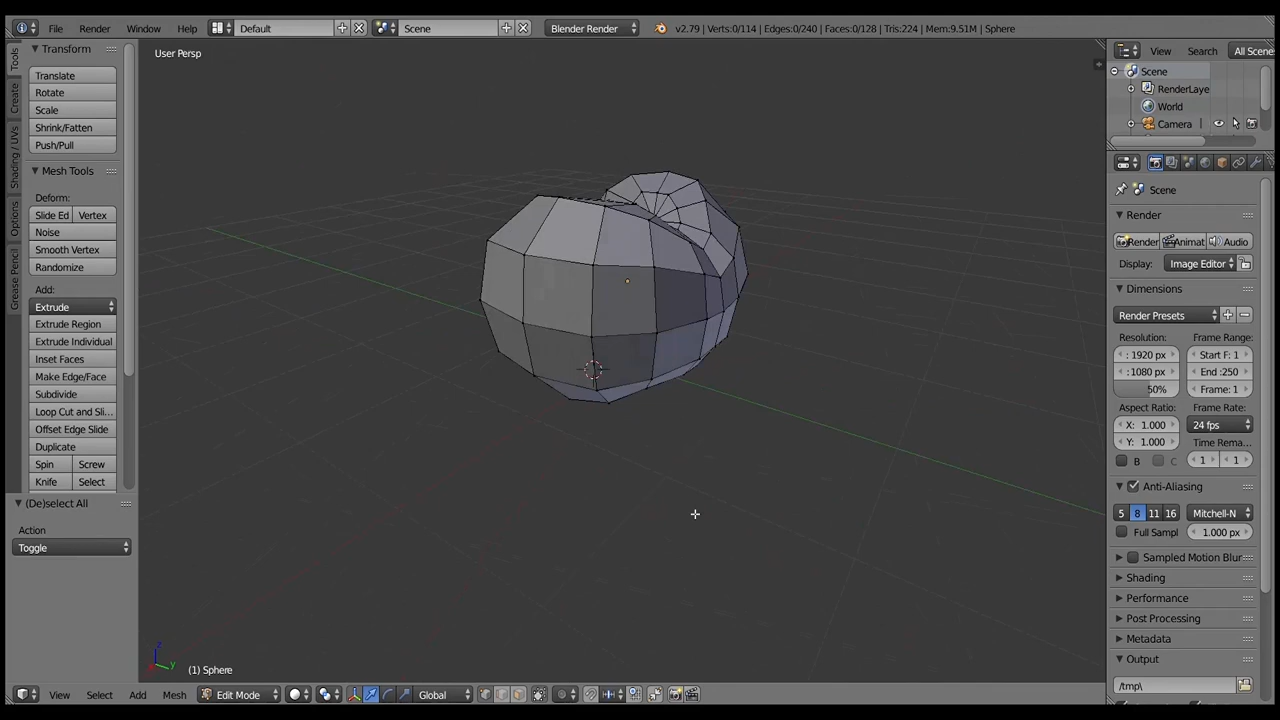 File Render Window Help Default Scene Blender Render v2.79 | Verts:0/114 | Edges:0/240 | Faces:0/128 | Tris:224 | Mem:9.51M | Sphere
Tools
Create
Shading / UVs
Options
Grease Pencil
Transform
Translate
Rotate
Scale
Shrink/Fatten
Push/Pull
Mesh Tools
Deform:
Slide Ed Vertex
Noise
Smooth Vertex
Randomize
Add:
Extrude
Extrude Region
Extrude Individual
Inset Faces
Make Edge/Face
Subdivide
Loop Cut and Sli
Offset Edge Slide
Duplicate
Spin Screw
Knife Select
(De)select All
Action
Toggle
User Persp
z
y
(1) Sphere
View Select Add Mesh Edit Mode Global
View Search All Scene
Scene
RenderLaye
World
Camera
Scene
Render
Render Animat Audio
Display: Image Editor
Dimensions
Render Presets
Resolution: Frame Range:
: 1920 px Start F: 1
: 1080 px End :250
50% Frame: 1
Aspect Ratio: Frame Rate:
X: 1.000 24 fps
Y: 1.000 Time Rema
B C 1 1
Anti-Aliasing
5 8 11 16 Mitchell-N
Full Sampl 1.000 px
Sampled Motion Blur
Shading
Performance
Post Processing
Metadata
Output
/tmp\